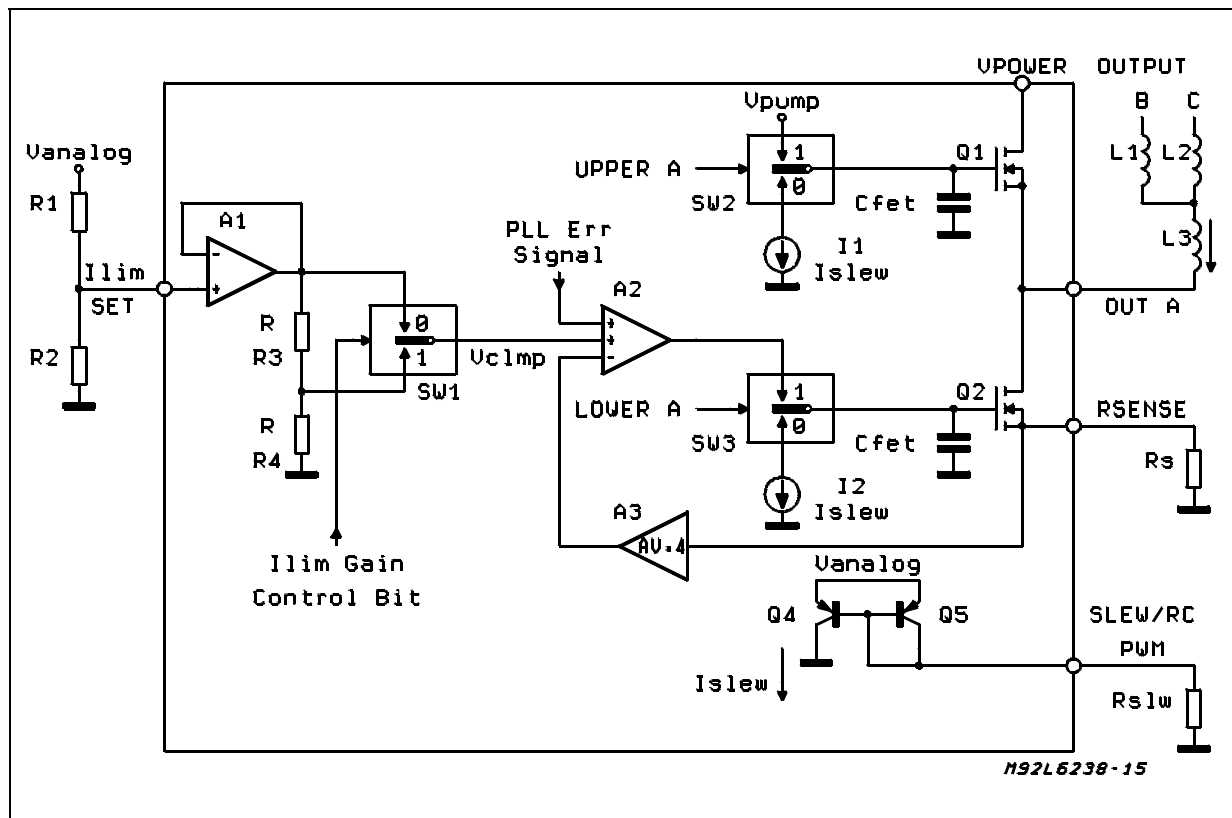 VPOWER OUTPUT
B C
Vpump
Vanalog
R1
UPPER A
1
0
SW2
Q1
Cfet
L1 L2
L3
A1
-
+
Ilim
SET
PLL Err
Signal
I1
Islew
A2
+
+
-
OUT A
R
R3
0
1
SW1
Vclmp
R2
R
R4
LOWER A
1
0
SW3
Q2
Cfet
RSENSE
Rs
I2
Islew
A3
AV=4
Ilim Gain
Control Bit
Vanalog
Q4 Q5
SLEW/RC
PWM
Islew
Rslw
M92L6238-15